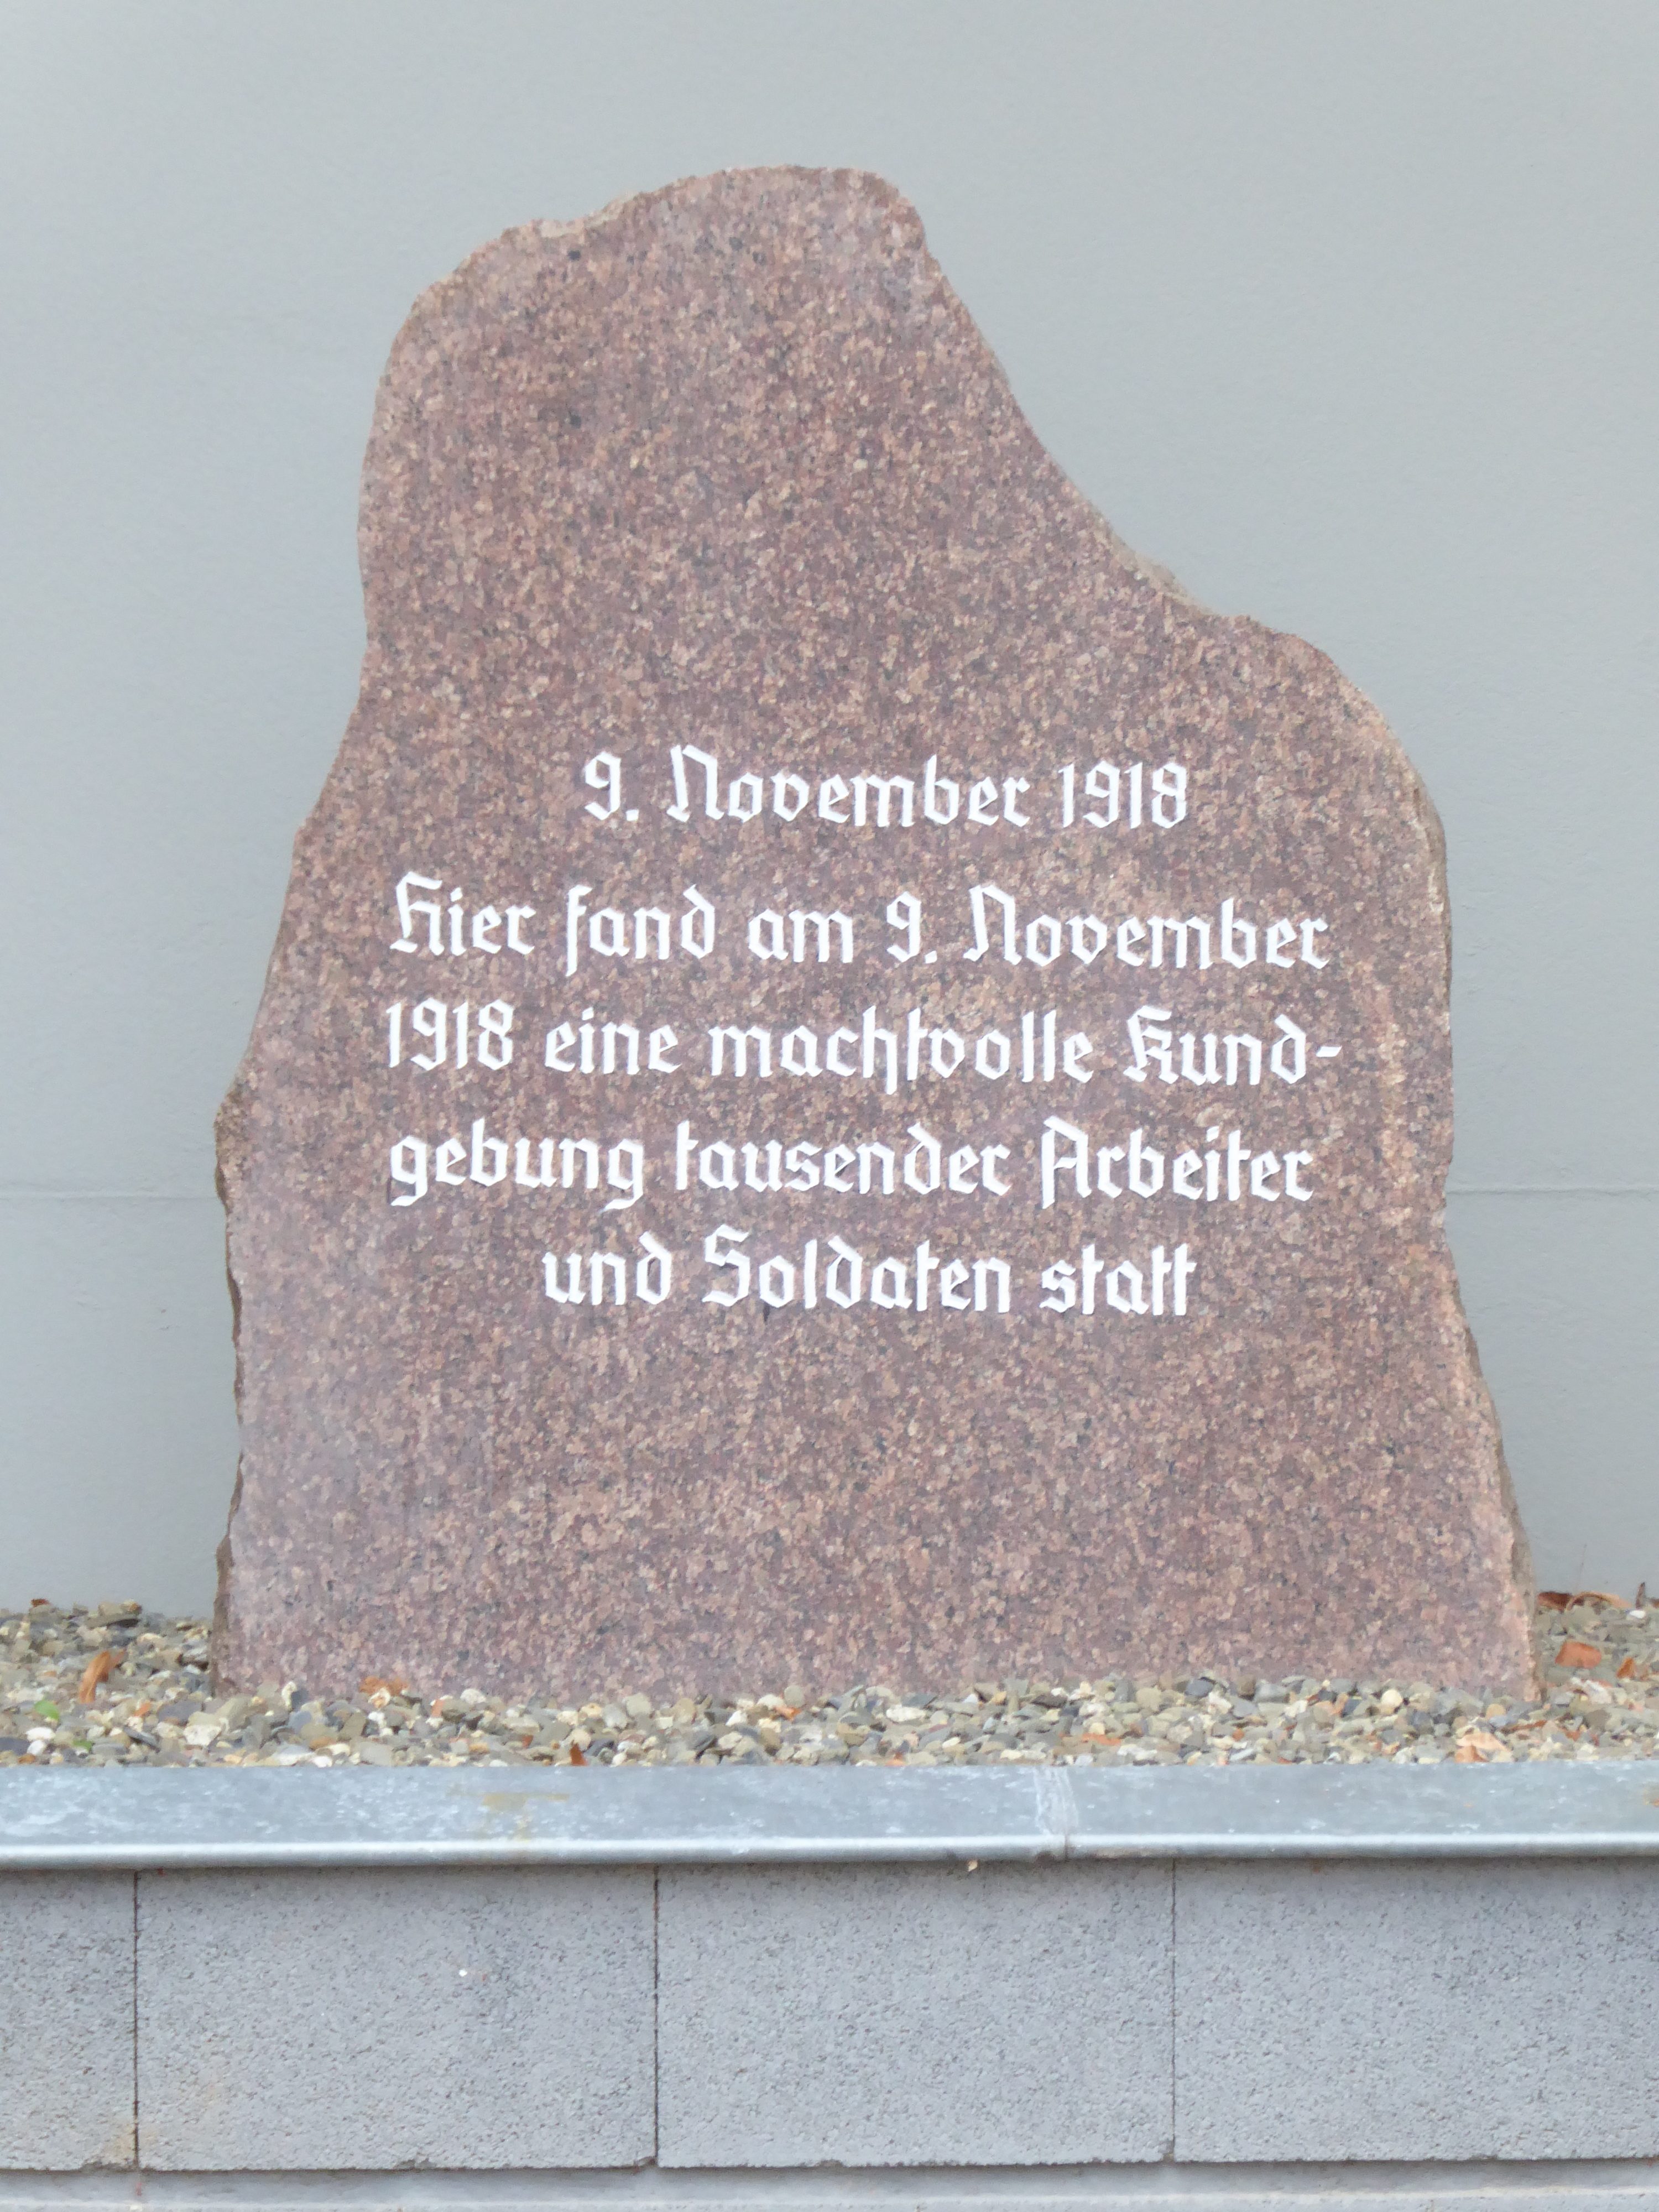 9. November 1918
Hier fand am 9. November
1918 eine machtvolle Kund-
gebung tausender Arbeiter
und Soldaten statt